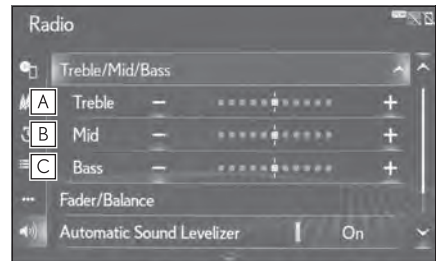 Radio
Treble/Mid/Bass
A Treble − +
B Mid − +
C Bass − +
Fader/Balance
Automatic Sound Levelizer On